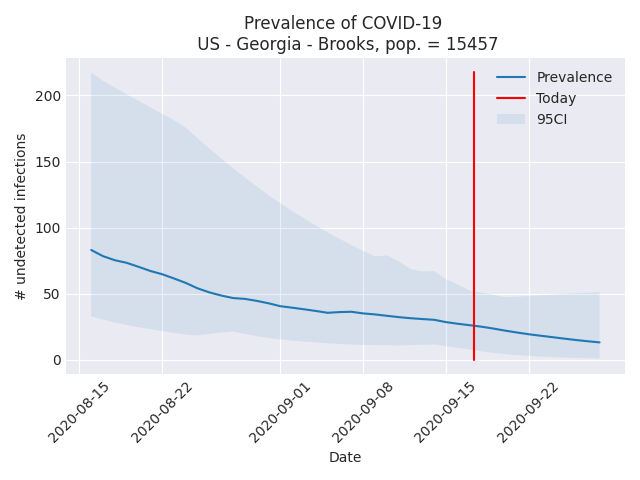 Prevalence of COVID-19
US - Georgia - Brooks, pop. = 15457
Prevalence
Today
95CI
# undetected infections
200
150
100
50
0
2020-08-15
2020-08-22
2020-09-01
2020-09-08
2020-09-15
2020-09-22
Date